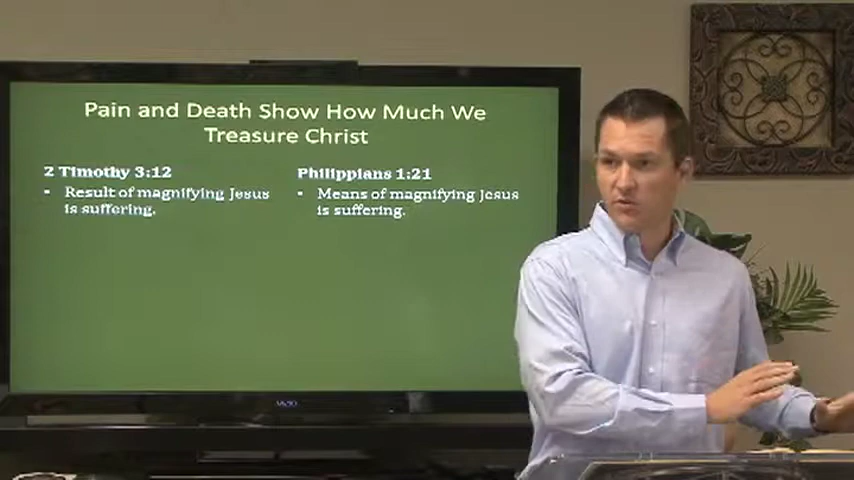 Pain and Death Show How Much We
Treasure Christ
2 Timothy 3:12
▪ Result of magnifying Jesus
is suffering.
Philippians 1:21
▪ Means of magnifying Jesus
is suffering.
VIZIO